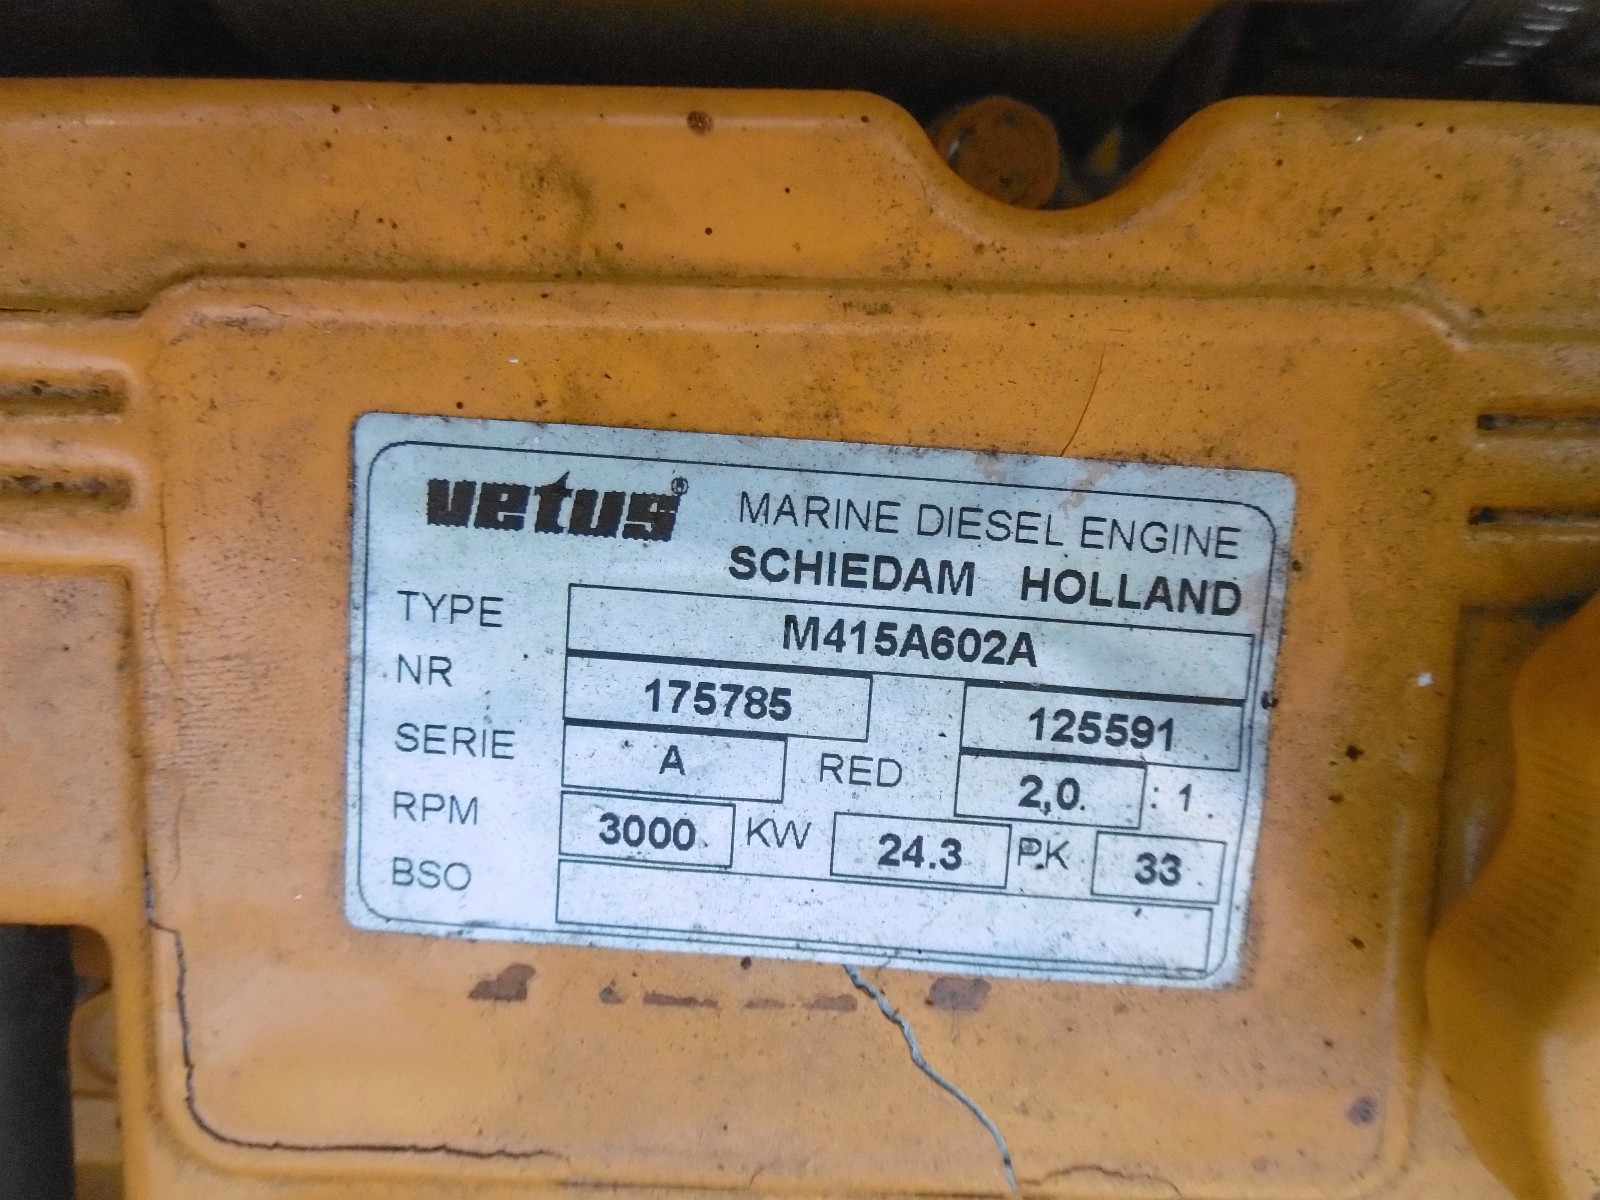 vetus® MARINE DIESEL ENGINE
SCHIEDAM HOLLAND
TYPE M415A602A
NR 175785 125591
SERIE A RED 2,0 : 1
RPM 3000 KW 24.3 PK 33
BSO